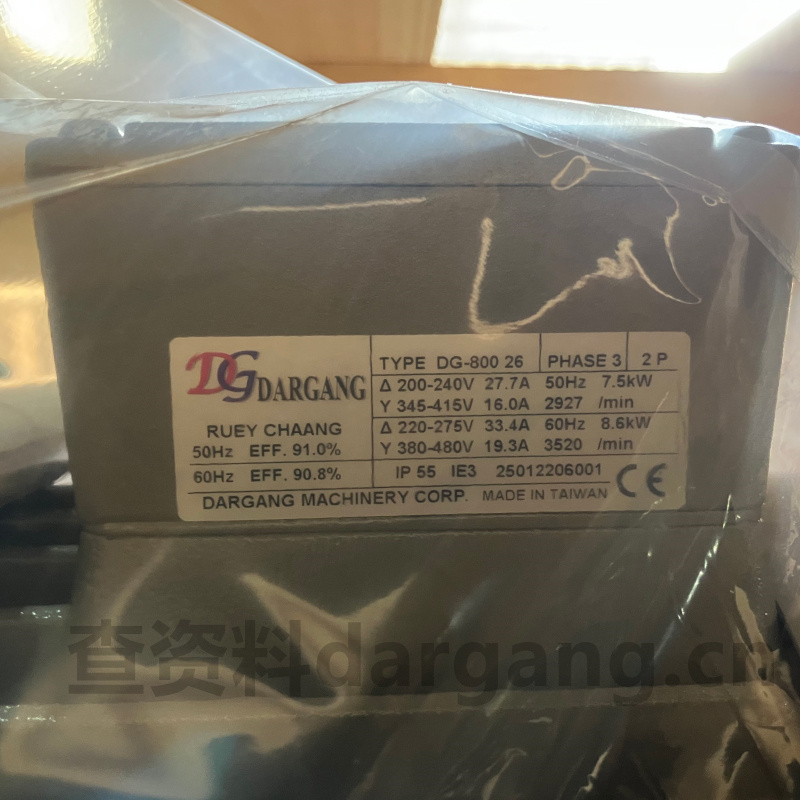 DG DARGANG
TYPE DG-800 26 PHASE 3 2 P
Δ 200-240V 27.7A 50Hz 7.5kW
Y 345-415V 16.0A 2927 /min
RUEY CHAANG
Δ 220-275V 33.4A 60Hz 8.6kW
50Hz EFF. 91.0%
Y 380-480V 19.3A 3520 /min
60Hz EFF. 90.8%
IP 55 IE3 25012206001
DARGANG MACHINERY CORP. MADE IN TAIWAN CE
查资料dargang.cn